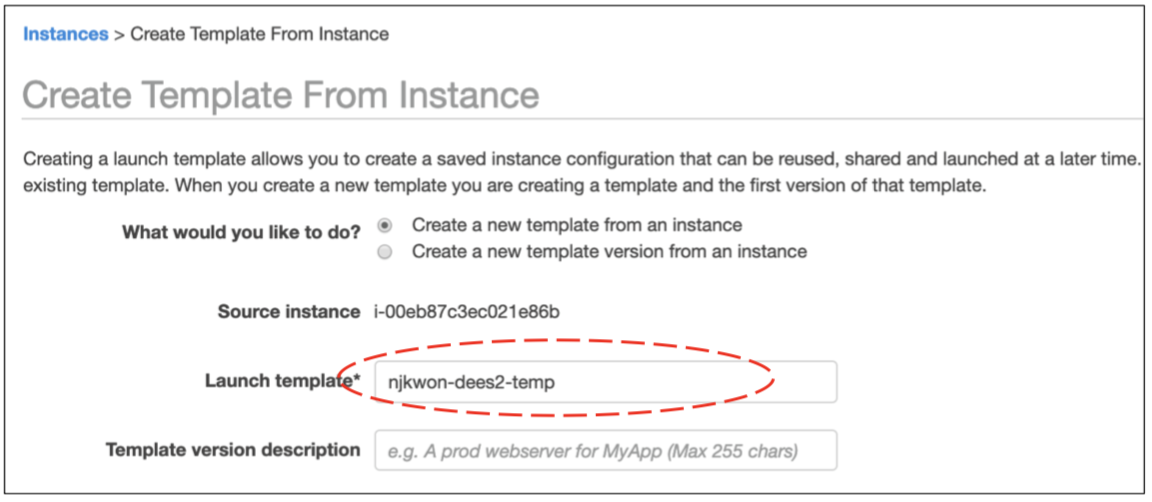 Instances > Create Template From Instance
Create Template From Instance
Creating a launch template allows you to create a saved instance configuration that can be reused, shared and launched at a later time.
existing template. When you create a new template you are creating a template and the first version of that template.
What would you like to do? Create a new template from an instance
Create a new template version from an instance
Source instance i-00eb87c3ec021e86b
Launch template* njkwon-dees2-temp
Template version description e.g. A prod webserver for MyApp (Max 255 chars)